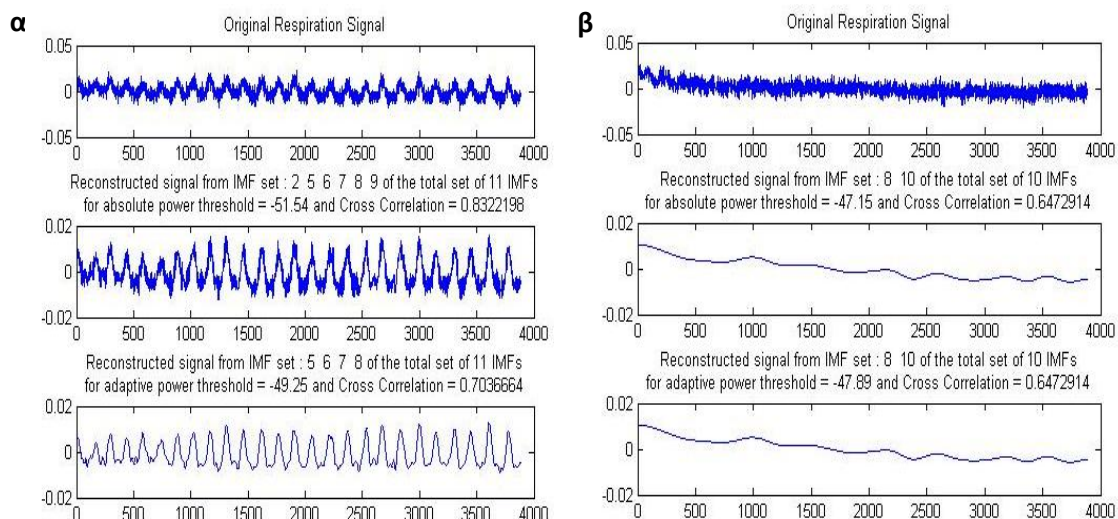 α
Original Respiration Signal
0.05
0
-0.05
0 500 1000 1500 2000 2500 3000 3500 4000
Reconstructed signal from IMF set : 2 5 6 7 8 9 of the total set of 11 IMFs
for absolute power threshold = -51.54 and Cross Correlation = 0.8322198
0.02
0
-0.02
0 500 1000 1500 2000 2500 3000 3500 4000
Reconstructed signal from IMF set : 5 6 7 8 of the total set of 11 IMFs
for adaptive power threshold = -49.25 and Cross Correlation = 0.7036664
0.02
0
-0.02
0 500 1000 1500 2000 2500 3000 3500 4000
β
Original Respiration Signal
0.05
0
-0.05
0 500 1000 1500 2000 2500 3000 3500 4000
Reconstructed signal from IMF set : 8 10 of the total set of 10 IMFs
for absolute power threshold = -47.15 and Cross Correlation = 0.6472914
0.02
0
-0.02
0 500 1000 1500 2000 2500 3000 3500 4000
Reconstructed signal from IMF set : 8 10 of the total set of 10 IMFs
for adaptive power threshold = -47.89 and Cross Correlation = 0.6472914
0.02
0
-0.02
0 500 1000 1500 2000 2500 3000 3500 4000